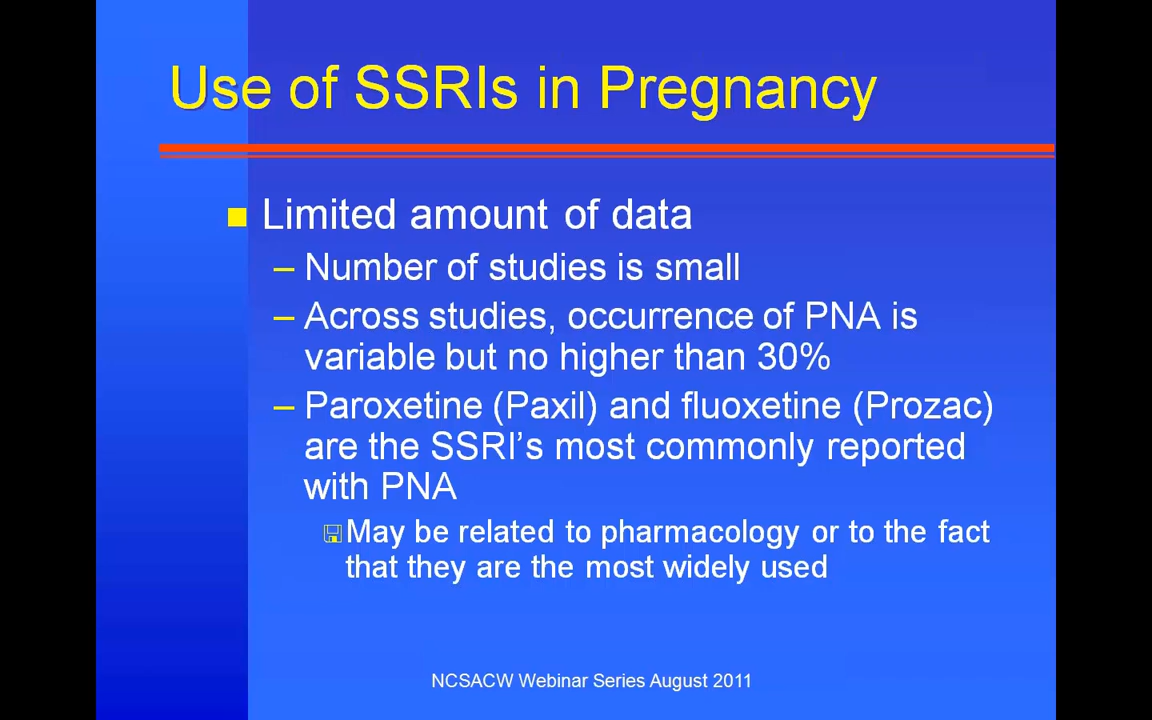 Use of SSRIs in Pregnancy
Limited amount of data
– Number of studies is small
– Across studies, occurrence of PNA is
variable but no higher than 30%
– Paroxetine (Paxil) and fluoxetine (Prozac)
are the SSRI’s most commonly reported
with PNA
May be related to pharmacology or to the fact
that they are the most widely used
NCSACW Webinar Series August 2011